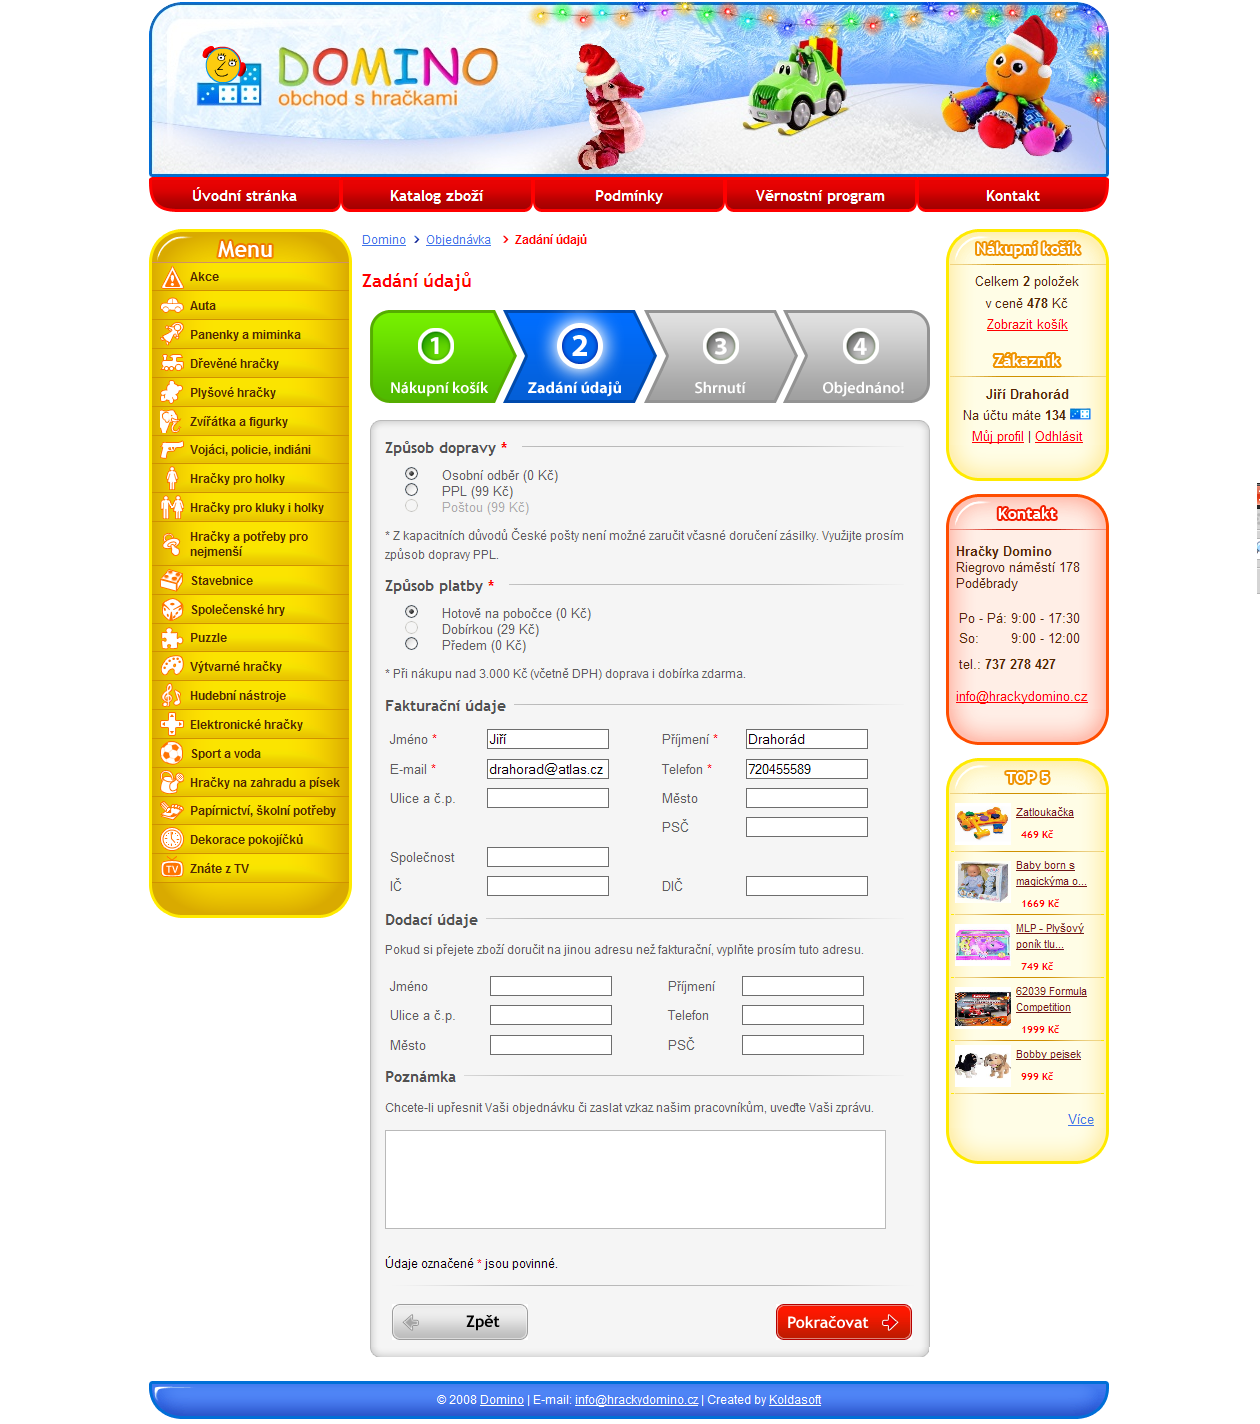 DOMINO
obchod s hračkami
Úvodní stránka
Katalog zboží
Podmínky
Věrnostní program
Kontakt
Menu
Akce
Auta
Panenky a miminka
Dřevěné hračky
Plyšové hračky
Zvířátka a figurky
Vojáci, policie, indiáni
Hračky pro holky
Hračky pro kluky i holky
Hračky a potřeby pro
nejmenší
Stavebnice
Společenské hry
Puzzle
Výtvarné hračky
Hudební nástroje
Elektronické hračky
Sport a voda
Hračky na zahradu a písek
Papírnictví, školní potřeby
Dekorace pokojíčků
TV Znáte z TV
Domino > Objednávka > Zadání údajů
Zadání údajů
1 Nákupní košík
2 Zadání údajů
3 Shrnutí
4 Objednáno!
Způsob dopravy *
Osobní odběr (0 Kč)
PPL (99 Kč)
Poštou (99 Kč)
* Z kapacitních důvodů České pošty není možné zaručit včasné doručení zásilky. Využijte prosím
způsob dopravy PPL.
Způsob platby *
Hotově na pobočce (0 Kč)
Dobírkou (29 Kč)
Předem (0 Kč)
* Při nákupu nad 3.000 Kč (včetně DPH) doprava i dobírka zdarma.
Fakturační údaje
Jméno * Jiří Příjmení * Drahorád
E-mail * drahorad@atlas.cz Telefon * 720455589
Ulice a č.p. Město
PSČ
Společnost
IČ DIČ
Dodací údaje
Pokud si přejete zboží doručit na jinou adresu než fakturační, vyplňte prosím tuto adresu.
Jméno Příjmení
Ulice a č.p. Telefon
Město PSČ
Poznámka
Chcete-li upřesnit Vaši objednávku či zaslat vzkaz našim pracovníkům, uveďte Vaši zprávu.
Údaje označené * jsou povinné.
Zpět
Pokračovat
Nákupní košík
Celkem 2 položek
v ceně 478 Kč
Zobrazit košík
Zákazník
Jiří Drahorád
Na účtu máte 134
Můj profil | Odhlásit
Kontakt
Hračky Domino
Riegrovo náměstí 178
Poděbrady
Po - Pá: 9:00 - 17:30
So: 9:00 - 12:00
tel.: 737 278 427
info@hrackydomino.cz
TOP 5
Zatloukačka
469 Kč
Baby born s
magickýma o...
1669 Kč
MLP - Plyšový
poník tlu...
749 Kč
62039 Formula
Competition
1999 Kč
Bobby pejsek
999 Kč
Více
© 2008 Domino | E-mail: info@hrackydomino.cz | Created by Koldasoft